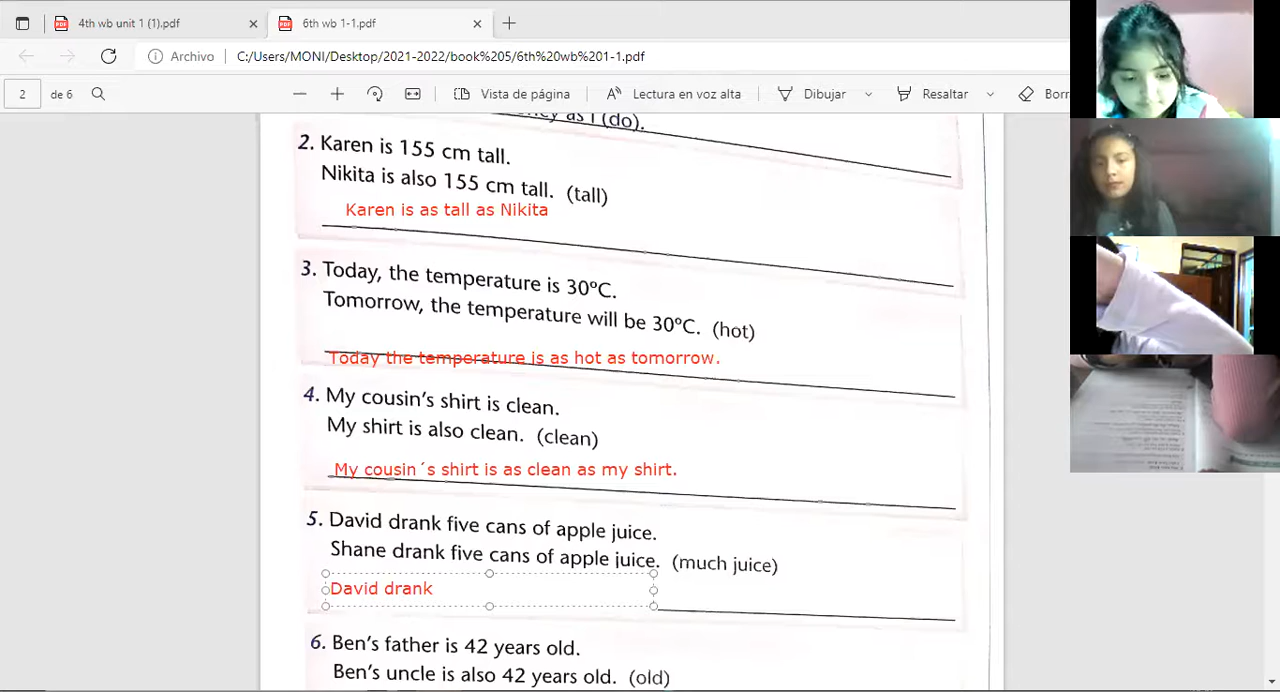 4th wb unit 1 (1).pdf
6th wb 1-1.pdf
Archivo
C:/Users/MONI/Desktop/2021-2022/book%205/6th%20wb%201-1.pdf
2
de 6
Vista de página
Lectura en voz alta
Dibujar
Resaltar
Borr
as I (do).
2. Karen is 155 cm tall.
Nikita is also 155 cm tall. (tall)
Karen is as tall as Nikita
3. Today, the temperature is 30ºC.
Tomorrow, the temperature will be 30ºC. (hot)
Today the temperature is as hot as tomorrow.
4. My cousin's shirt is clean.
My shirt is also clean. (clean)
My cousin´s shirt is as clean as my shirt.
5. David drank five cans of apple juice.
Shane drank five cans of apple juice. (much juice)
David drank
6. Ben's father is 42 years old.
Ben's uncle is also 42 years old. (old)